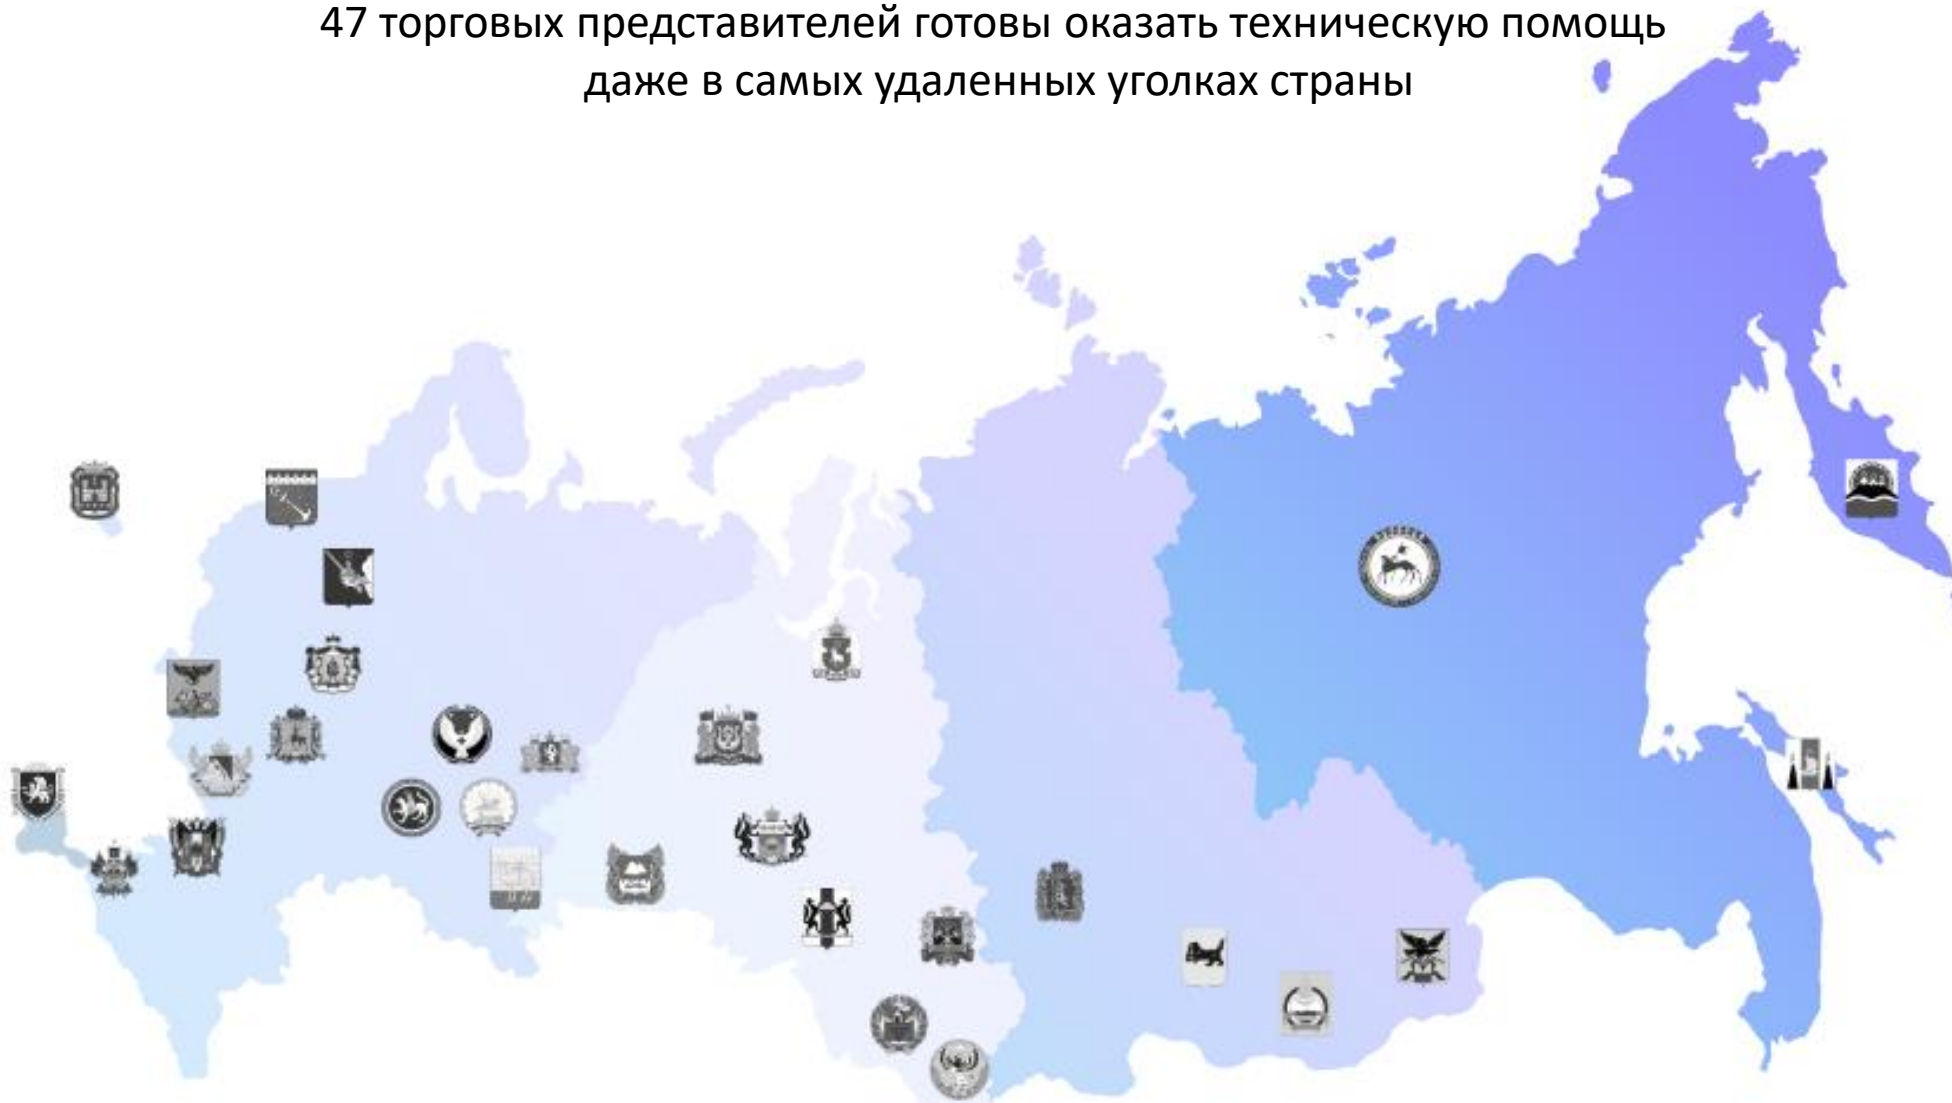 47 торговых представителей готовы оказать техническую помощь
даже в самых удаленных уголках страны